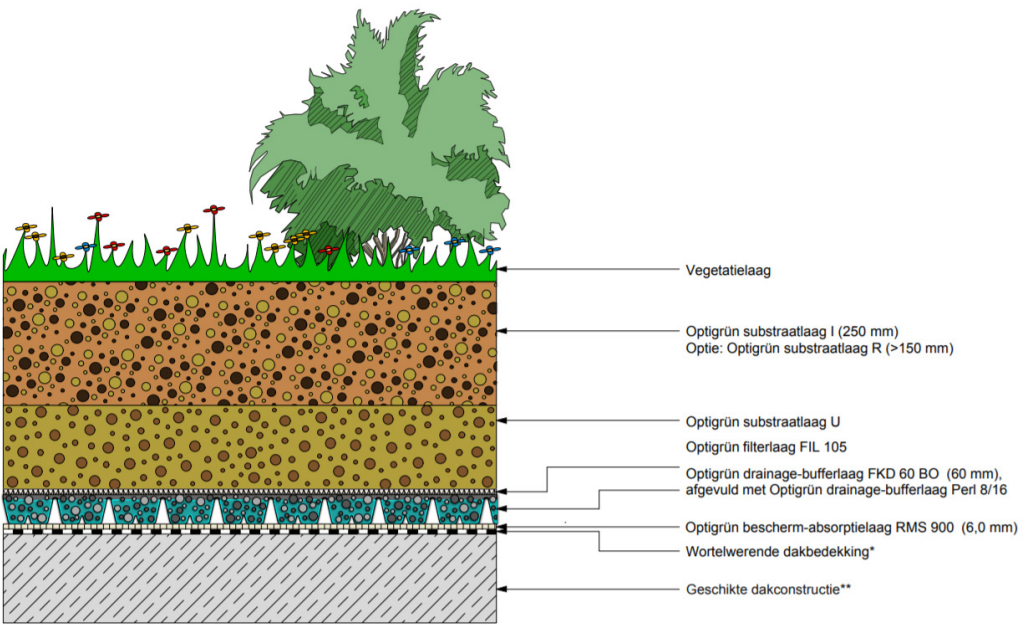 Vegetatielaag
Optigrün substraatlaag I (250 mm)
Optie: Optigrün substraatlaag R (>150 mm)
Optigrün substraatlaag U
Optigrün filterlaag FIL 105
Optigrün drainage-bufferlaag FKD 60 BO (60 mm),
afgevuld met Optigrün drainage-bufferlaag Perl 8/16
Optigrün bescherm-absorptielaag RMS 900 (6,0 mm)
Wortelwerende dakbedekking*
Geschikte dakconstructie**